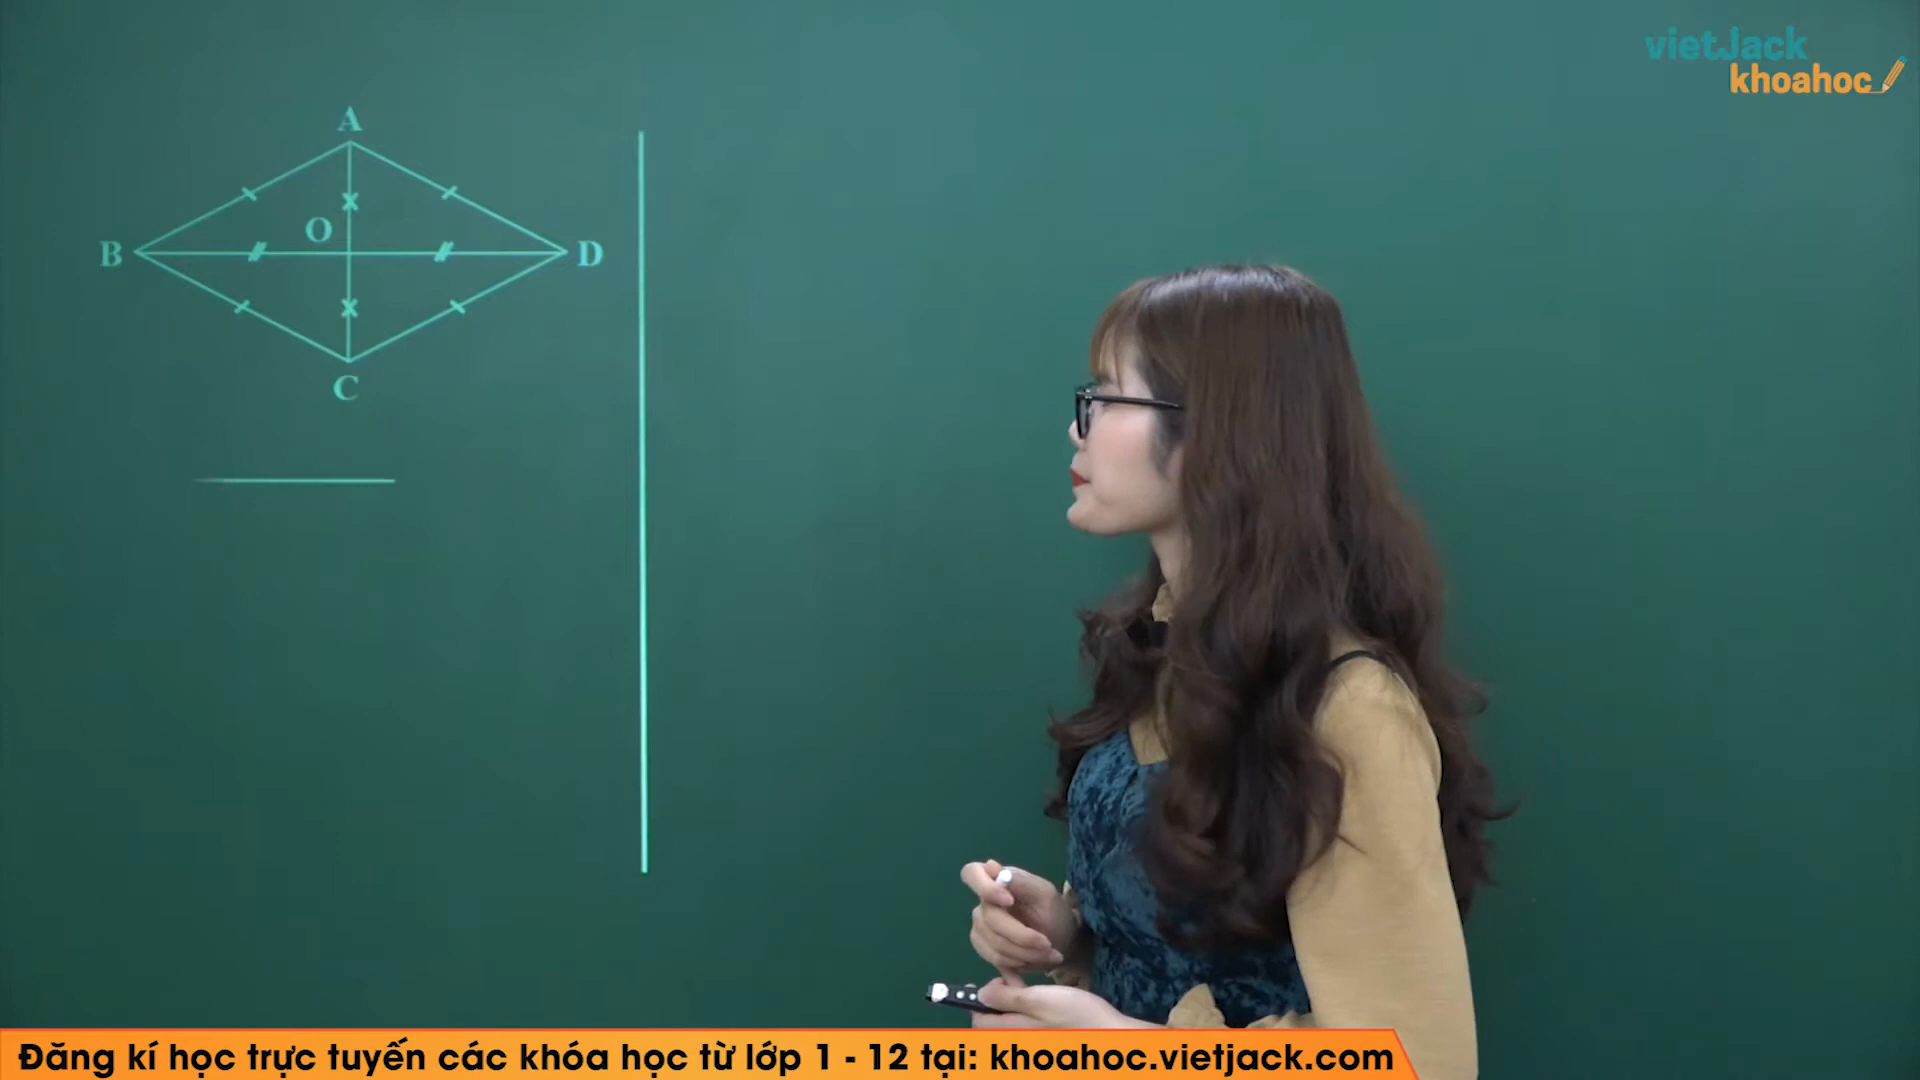 vietJack
khoahoc
A
O
B
D
C
Đăng kí học trực tuyến các khóa học từ lớp 1 - 12 tại: khoahoc.vietjack.com